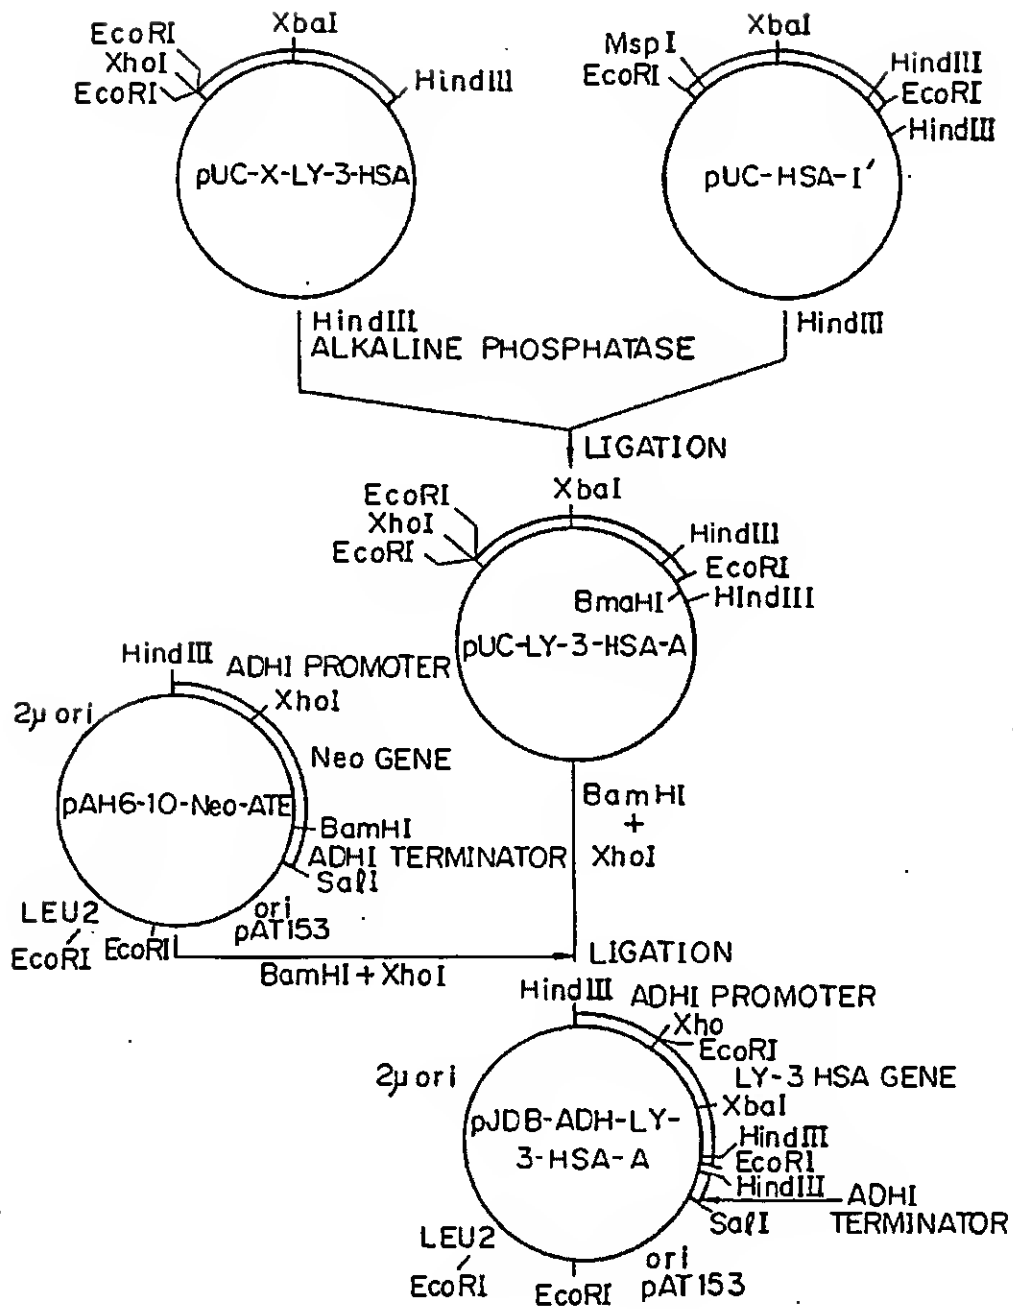 XbaI
EcoRI
XhoI
EcoRI
HindIII
pUC-X-LY-3-HSA
XbaI
MspI
EcoRI
HindIII
EcoRI
HindIII
pUC-HSA-I'
HindIII
ALKALINE PHOSPHATASE
HindIII
LIGATION
XbaI
EcoRI
XhoI
EcoRI
HindIII
EcoRI
BmaHI
HIndIII
pUC-LY-3-HSA-A
HindIII
ADHI PROMOTER
XhoI
2µ ori
Neo GENE
pAH6-10-Neo-ATE
BamHI
ADHI TERMINATOR
SalI
LEU2
EcoRI
EcoRI
ori
pAT153
BamHI
+
XhoI
BamHI+XhoI
LIGATION
HindIII
ADHI PROMOTER
Xho
EcoRI
2µ ori
LY-3 HSA GENE
XbaI
pJDB-ADH-LY-
3-HSA-A
HindIII
EcoRI
HindIII
SalI
ADHI
TERMINATOR
LEU2
EcoRI
EcoRI
ori
pAT153